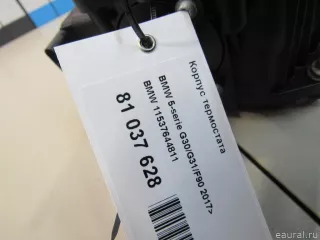 Корпус термостата
BMW 5-serie G30/G31/F90 2017>
BMW 11537644811
81 037 628
eaural.ru